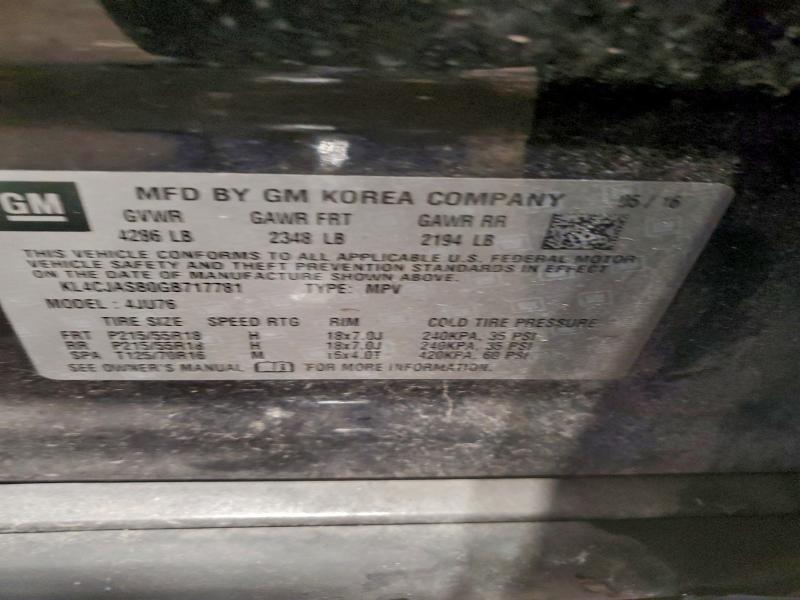 GM
MFD BY GM KOREA COMPANY / 16
GVWR GAWR FRT GAWR RR
4286 LB 2348 LB 2194 LB
THIS VEHICLE CONFORMS TO ALL APPLICABLE U.S. FEDERAL MOTOR
VEHICLE SAFETY AND THEFT PREVENTION STANDARDS IN EFFECT
ON THE DATE OF MANUFACTURE SHOWN ABOVE.
KL4CJASB0GB717781 TYPE: MPV
MODEL : 4JU76
TIRE SIZE SPEED RTG RIM COLD TIRE PRESSURE
FRT P215/55R18 H 18x7.0J 240KPA, 35 PSI
RR P215/55R18 H 18x7.0J 240KPA, 35 PSI
SPA T125/70R16 M 16x4.0T 420KPA, 60 PSI
SEE OWNER'S MANUAL FOR MORE INFORMATION.